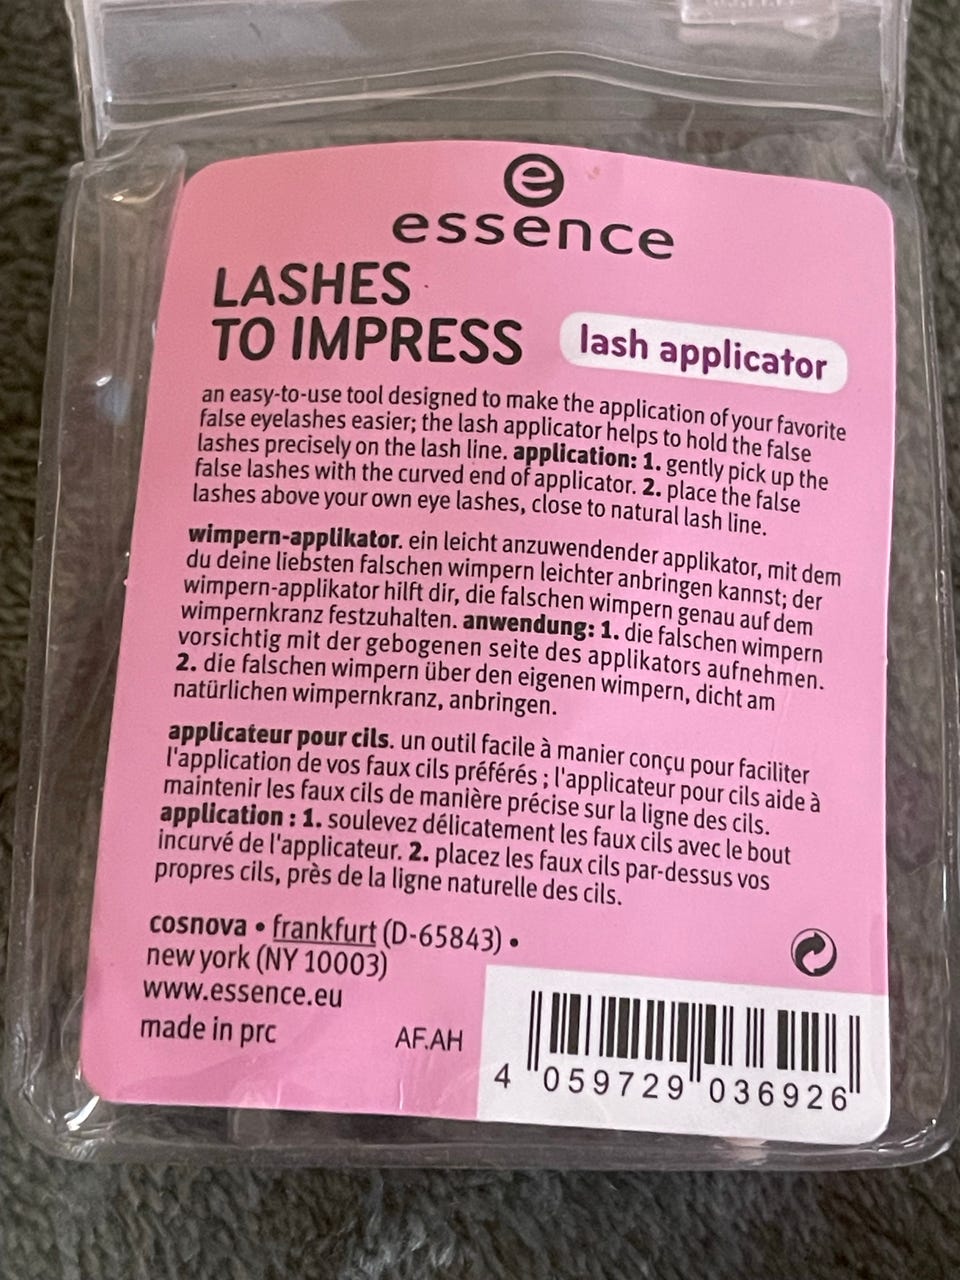 e
essence
LASHES
TO IMPRESS
lash applicator
an easy-to-use tool designed to make the application of your favorite
false eyelashes easier; the lash applicator helps to hold the false
lashes precisely on the lash line. application: 1. gently pick up the
false lashes with the curved end of applicator. 2. place the false
lashes above your own eye lashes, close to natural lash line.
wimpern-applikator. ein leicht anzuwendender applikator, mit dem
du deine liebsten falschen wimpern leichter anbringen kannst; der
wimpern-applikator hilft dir, die falschen wimpern genau auf dem
wimpernkranz festzuhalten. anwendung: 1. die falschen wimpern
vorsichtig mit der gebogenen seite des applikators aufnehmen.
2. die falschen wimpern über den eigenen wimpern, dicht am
natürlichen wimpernkranz, anbringen.
applicateur pour cils. un outil facile à manier conçu pour faciliter
l'application de vos faux cils préférés ; l'applicateur pour cils aide à
maintenir les faux cils de manière précise sur la ligne des cils.
application : 1. soulevez délicatement les faux cils avec le bout
incurvé de l'applicateur. 2. placez les faux cils par-dessus vos
propres cils, près de la ligne naturelle des cils.
cosnova • frankfurt (D-65843) •
new york (NY 10003)
www.essence.eu
made in prc
AF.AH
4 059729 036926